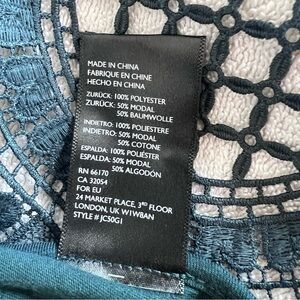 MADE IN CHINA
FABRIQUE EN CHINE
HECHO EN CHINA
ZURÜCK: 100% POLYESTER
ZURÜCK: 50% MODAL
50% BAUMWOLLE
INDIETRO: 100% POLIESTERE
INDIETRO: 50% MODAL
50% COTONE
ESPALDA: 100% POLIÉSTER
ESPALDA: 50% MODAL
50% ALGODÓN
RN 66170
CA 32054
FOR EU
24 MARKET PLACE, 3RD FLOOR
LONDON, UK W1W8AN
STYLE # JC50G1